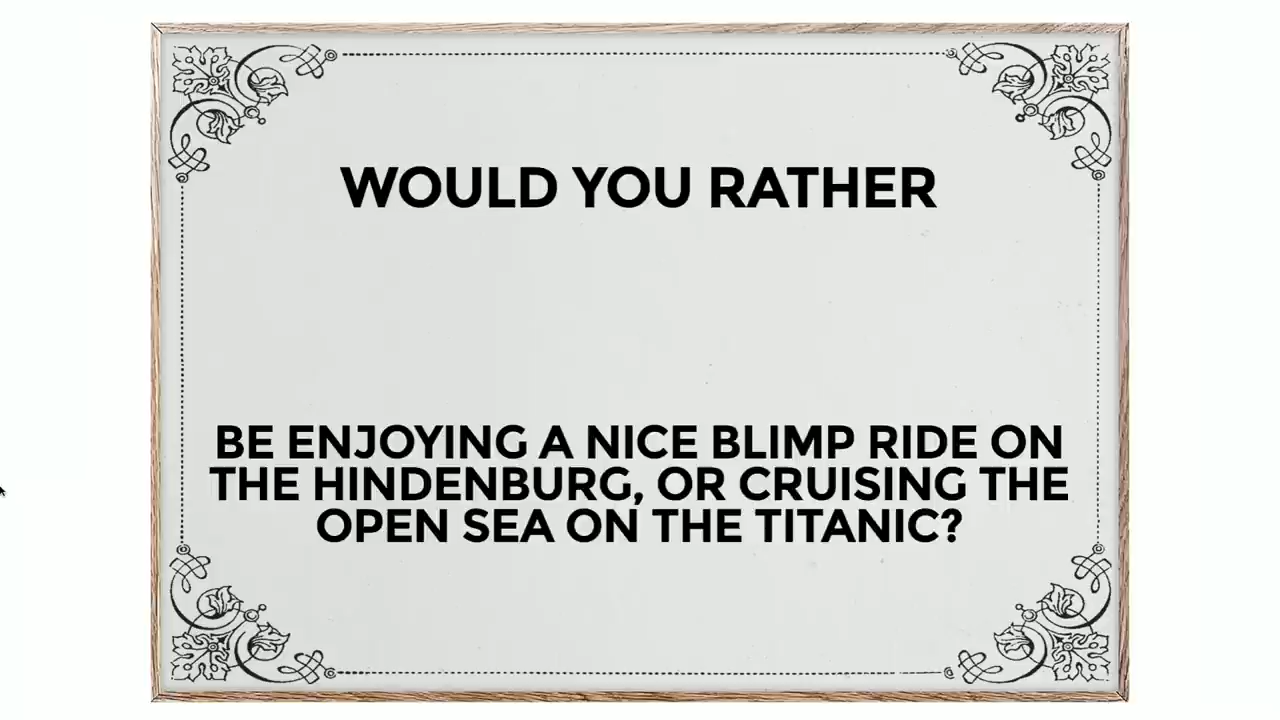 WOULD YOU RATHER
BE ENJOYING A NICE BLIMP RIDE ON
THE HINDENBURG, OR CRUISING THE
OPEN SEA ON THE TITANIC?